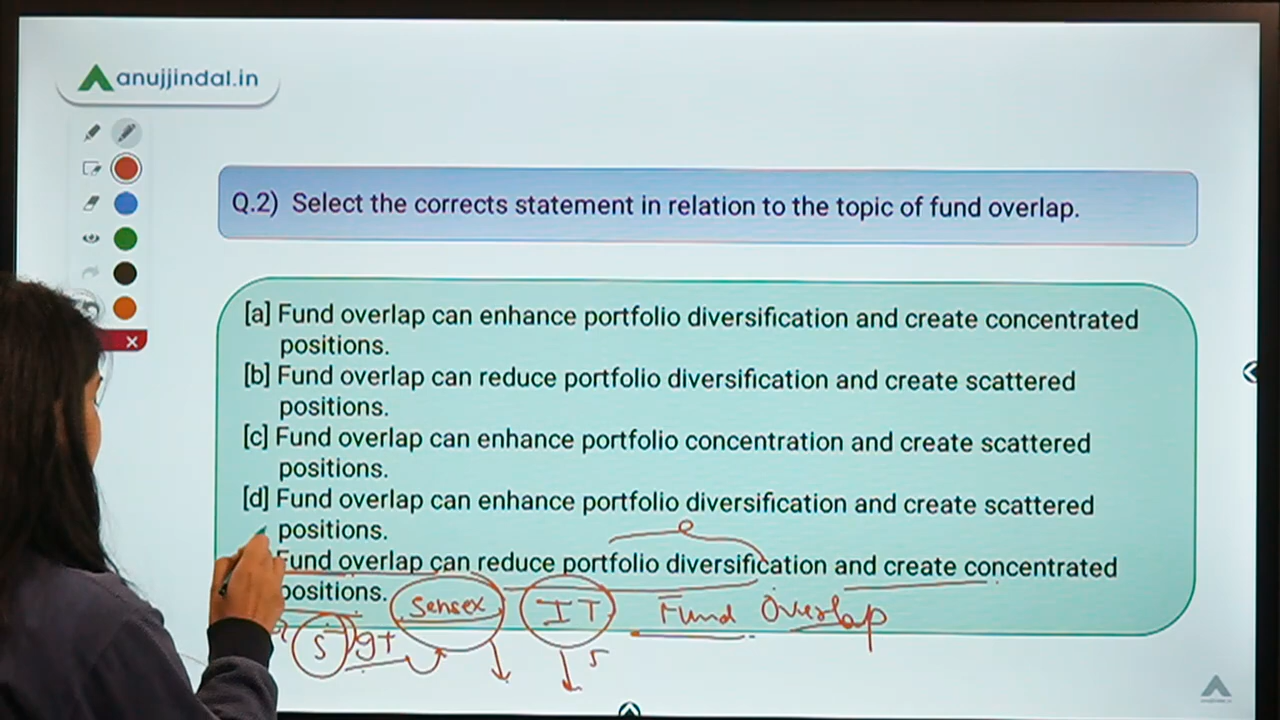 anujjindal.in
Q.2) Select the corrects statement in relation to the topic of fund overlap.
[a] Fund overlap can enhance portfolio diversification and create concentrated
positions.
[b] Fund overlap can reduce portfolio diversification and create scattered
positions.
[c] Fund overlap can enhance portfolio concentration and create scattered
positions.
[d] Fund overlap can enhance portfolio diversification and create scattered
positions.
Fund overlap can reduce portfolio diversification and create concentrated
positions.
Sensex IT Fund Overlap
5